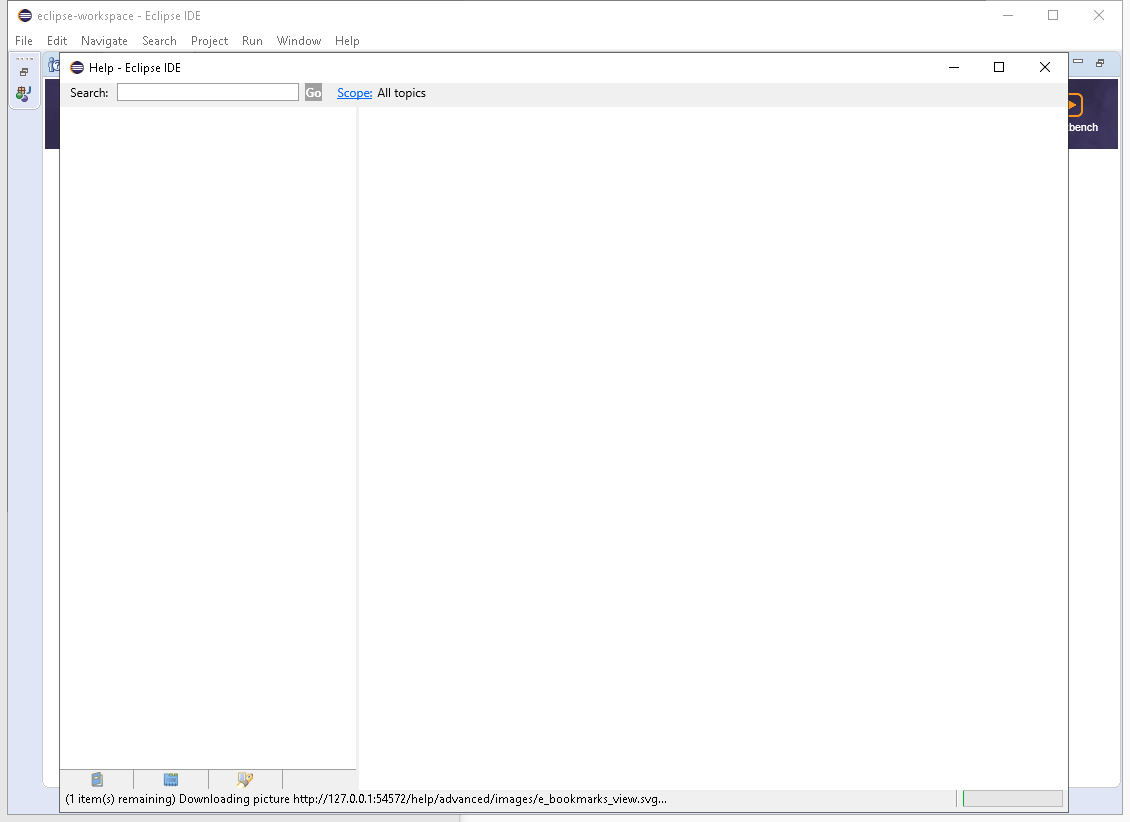 eclipse-workspace - Eclipse IDE
File Edit Navigate Search Project Run Window Help
Help - Eclipse IDE
Search: Go Scope: All topics
(1 item(s) remaining) Downloading picture http://127.0.0.1:54572/help/advanced/images/e_bookmarks_view.svg...